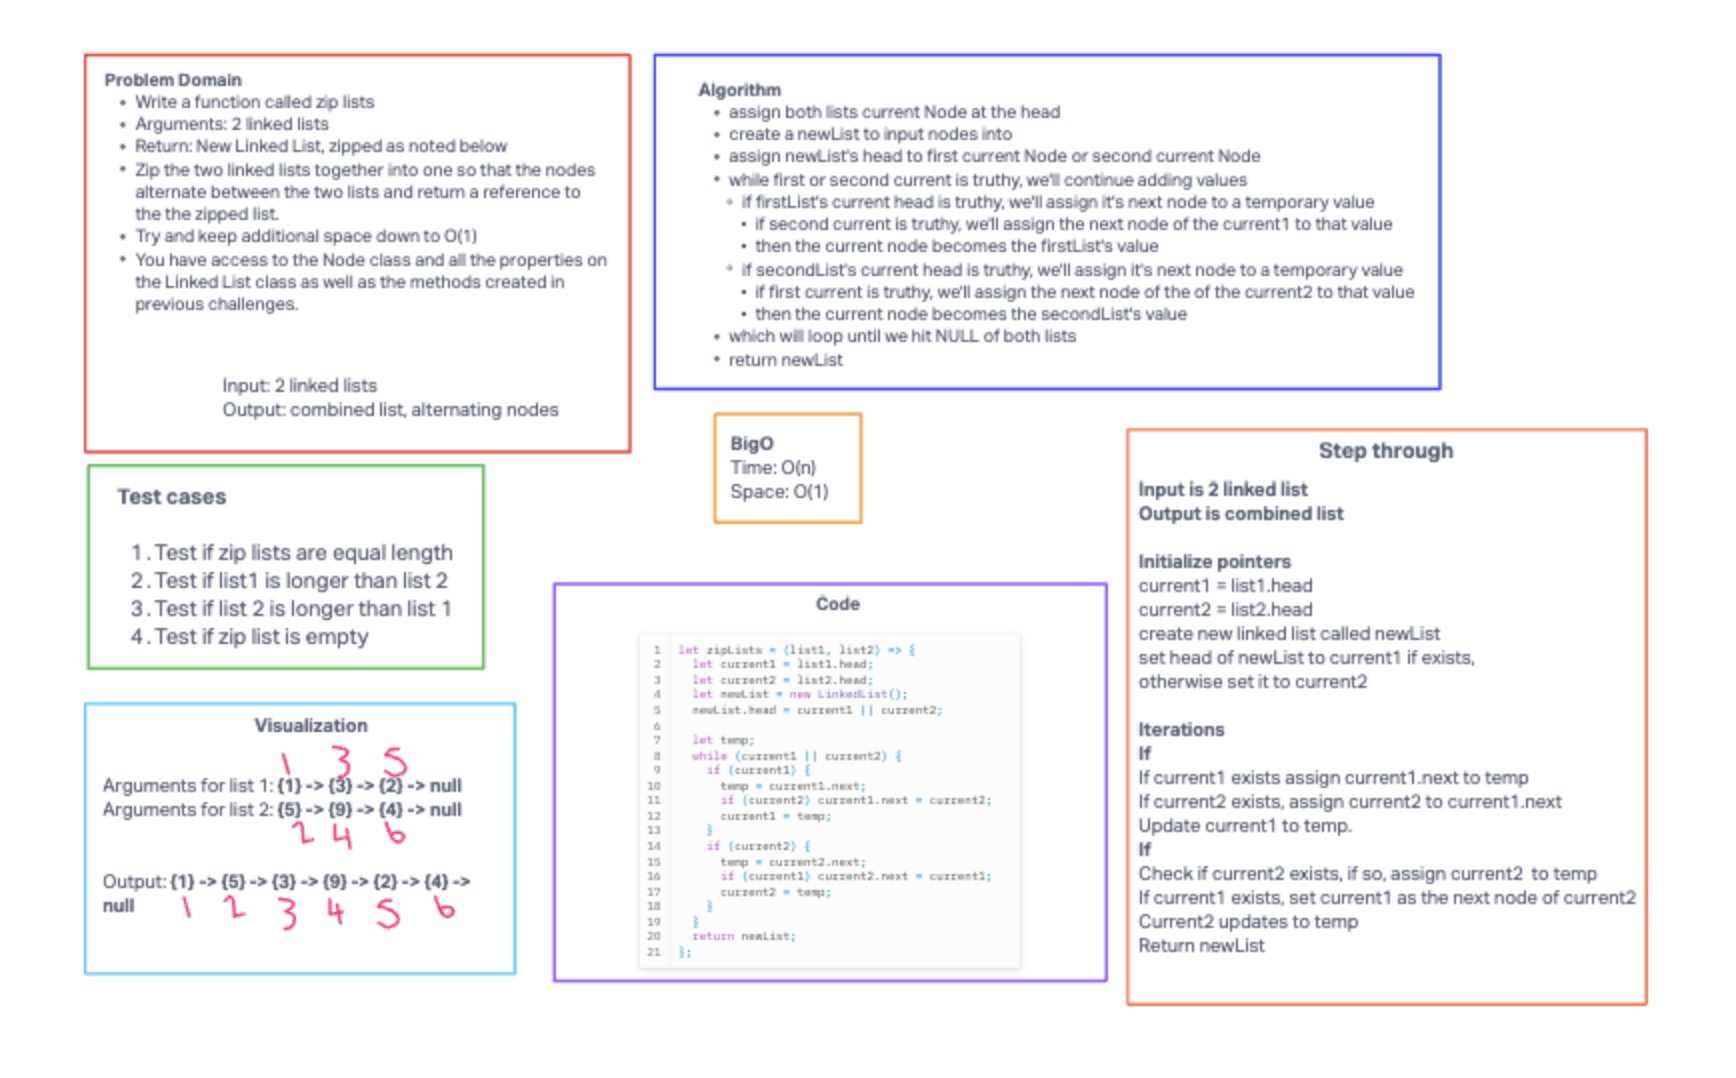 Problem Domain
• Write a function called zip lists
• Arguments: 2 linked lists
• Return: New Linked List, zipped as noted below
• Zip the two linked lists together into one so that the nodes
alternate between the two lists and return a reference to
the the zipped list.
• Try and keep additional space down to O(1)
• You have access to the Node class and all the properties on
the Linked List class as well as the methods created in
previous challenges.
Input: 2 linked lists
Output: combined list, alternating nodes
Algorithm
• assign both lists current Node at the head
• create a newList to input nodes into
• assign newList's head to first current Node or second current Node
• while first or second current is truthy, we'll continue adding values
◦ if firstList's current head is truthy, we'll assign it's next node to a temporary value
▪ if second current is truthy, we'll assign the next node of the current1 to that value
▪ then the current node becomes the firstList's value
◦ if secondList's current head is truthy, we'll assign it's next node to a temporary value
▪ if first current is truthy, we'll assign the next node of the of the current2 to that value
▪ then the current node becomes the secondList's value
• which will loop until we hit NULL of both lists
• return newList
BigO
Time: O(n)
Space: O(1)
Test cases
1. Test if zip lists are equal length
2. Test if list1 is longer than list 2
3. Test if list 2 is longer than list 1
4. Test if zip list is empty
Visualization
1 3 5
Arguments for list 1: {1} -> {3} -> {2} -> null
Arguments for list 2: {5} -> {9} -> {4} -> null
2 4 6
Output: {1} -> {5} -> {3} -> {9} -> {2} -> {4} ->
null
1 2 3 4 5 6
Code
1 let zipLists = (list1, list2) => {
2 let current1 = list1.head;
3 let current2 = list2.head;
4 let newList = new LinkedList();
5 newList.head = current1 || current2;
6
7 let temp;
8 while (current1 || current2) {
9 if (current1) {
10 temp = current1.next;
11 if (current2) current1.next = current2;
12 current1 = temp;
13 }
14 if (current2) {
15 temp = current2.next;
16 if (current1) current2.next = current1;
17 current2 = temp;
18 }
19 }
20 return newList;
21 };
Step through
Input is 2 linked list
Output is combined list
Initialize pointers
current1 = list1.head
current2 = list2.head
create new linked list called newList
set head of newList to current1 if exists,
otherwise set it to current2
Iterations
If
If current1 exists assign current1.next to temp
If current2 exists, assign current2 to current1.next
Update current1 to temp.
If
Check if current2 exists, if so, assign current2 to temp
If current1 exists, set current1 as the next node of current2
Current2 updates to temp
Return newList